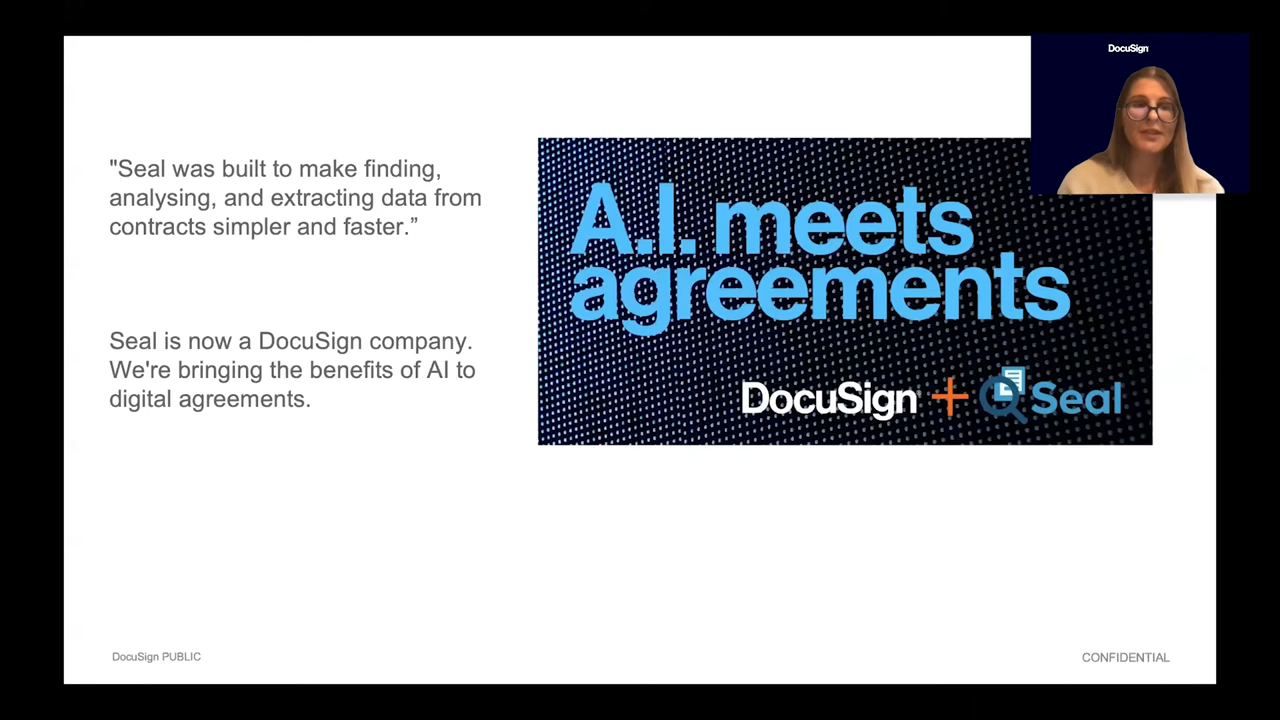 DocuSign
"Seal was built to make finding,
analysing, and extracting data from
contracts simpler and faster.”
A.I. meets
agreements
Seal is now a DocuSign company.
We're bringing the benefits of AI to
digital agreements.
DocuSign + Seal
DocuSign PUBLIC
CONFIDENTIAL